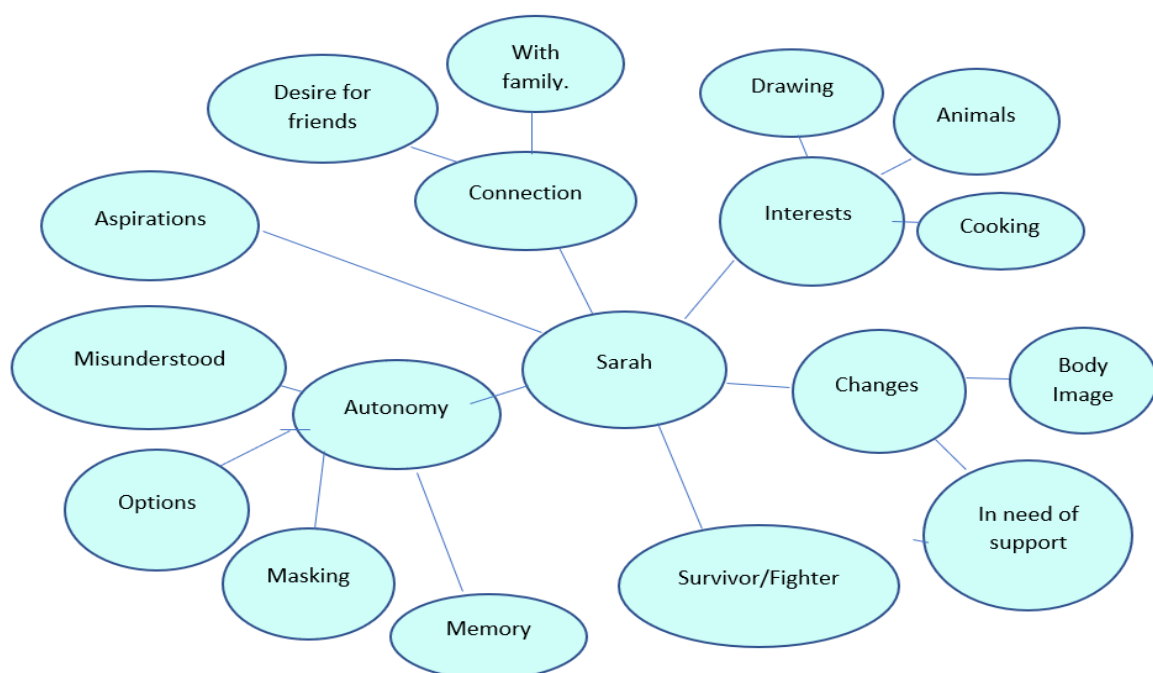 With
family.
Desire for
friends
Drawing
Animals
Connection
Interests
Cooking
Aspirations
Misunderstood
Sarah
Changes
Body
Image
Autonomy
Options
In need of
support
Masking
Survivor/Fighter
Memory